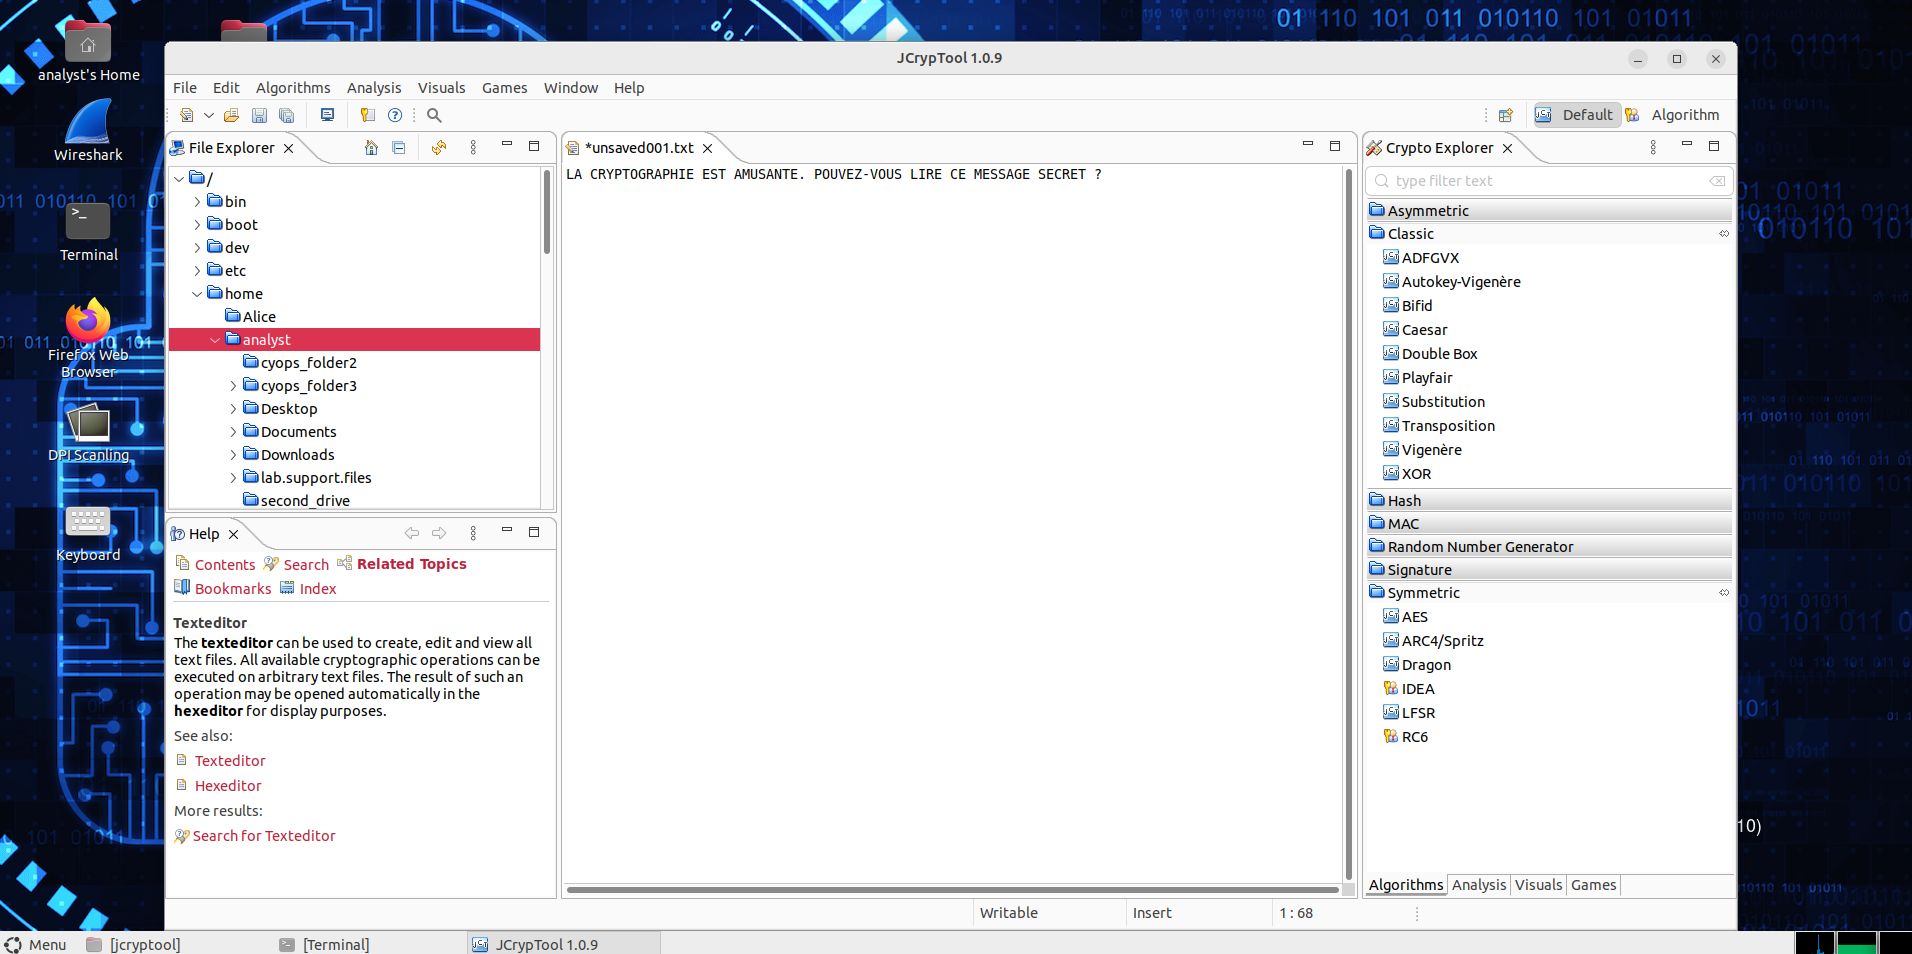 01 110 101 011 010110 101 01011
analyst's Home
Wireshark
Terminal
Firefox Web
Browser
DPI Scanling
Keyboard
JCrypTool 1.0.9
File Edit Algorithms Analysis Visuals Games Window Help
Default Algorithm
File Explorer
/
bin
boot
dev
etc
home
Alice
analyst
cyops_folder2
cyops_folder3
Desktop
Documents
Downloads
lab.support.files
second_drive
Help
Contents Search Related Topics
Bookmarks Index
Texteditor
The texteditor can be used to create, edit and view all
text files. All available cryptographic operations can be
executed on arbitrary text files. The result of such an
operation may be opened automatically in the
hexeditor for display purposes.
See also:
Texteditor
Hexeditor
More results:
Search for Texteditor
*unsaved001.txt
LA CRYPTOGRAPHIE EST AMUSANTE. POUVEZ-VOUS LIRE CE MESSAGE SECRET ?
Crypto Explorer
type filter text
Asymmetric
Classic
ADFGVX
Autokey-Vigenère
Bifid
Caesar
Double Box
Playfair
Substitution
Transposition
Vigenère
XOR
Hash
MAC
Random Number Generator
Signature
Symmetric
AES
ARC4/Spritz
Dragon
IDEA
LFSR
RC6
Algorithms Analysis Visuals Games
10)
Writable Insert 1 : 68
Menu [jcryptool] [Terminal] JCrypTool 1.0.9